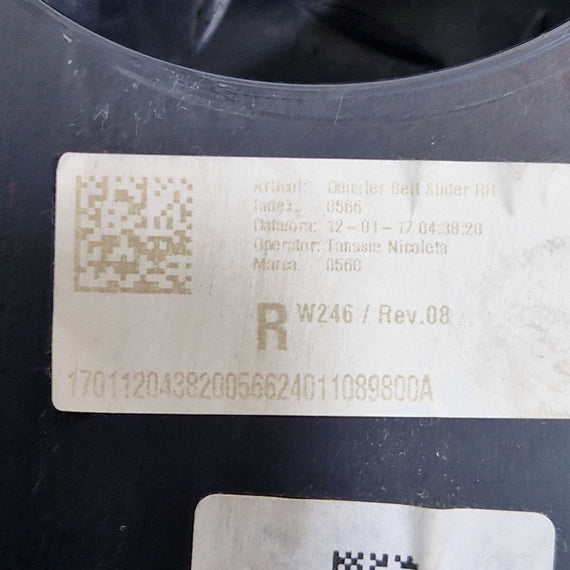 Articol: Daimler Belt Slider RH
Index: 0566
Data/ora: 12-01-17 04:38:20
Operator: Tanasie Nicoleta
Marca: 0560
R W246 / Rev.08
170112043820056624011089800A